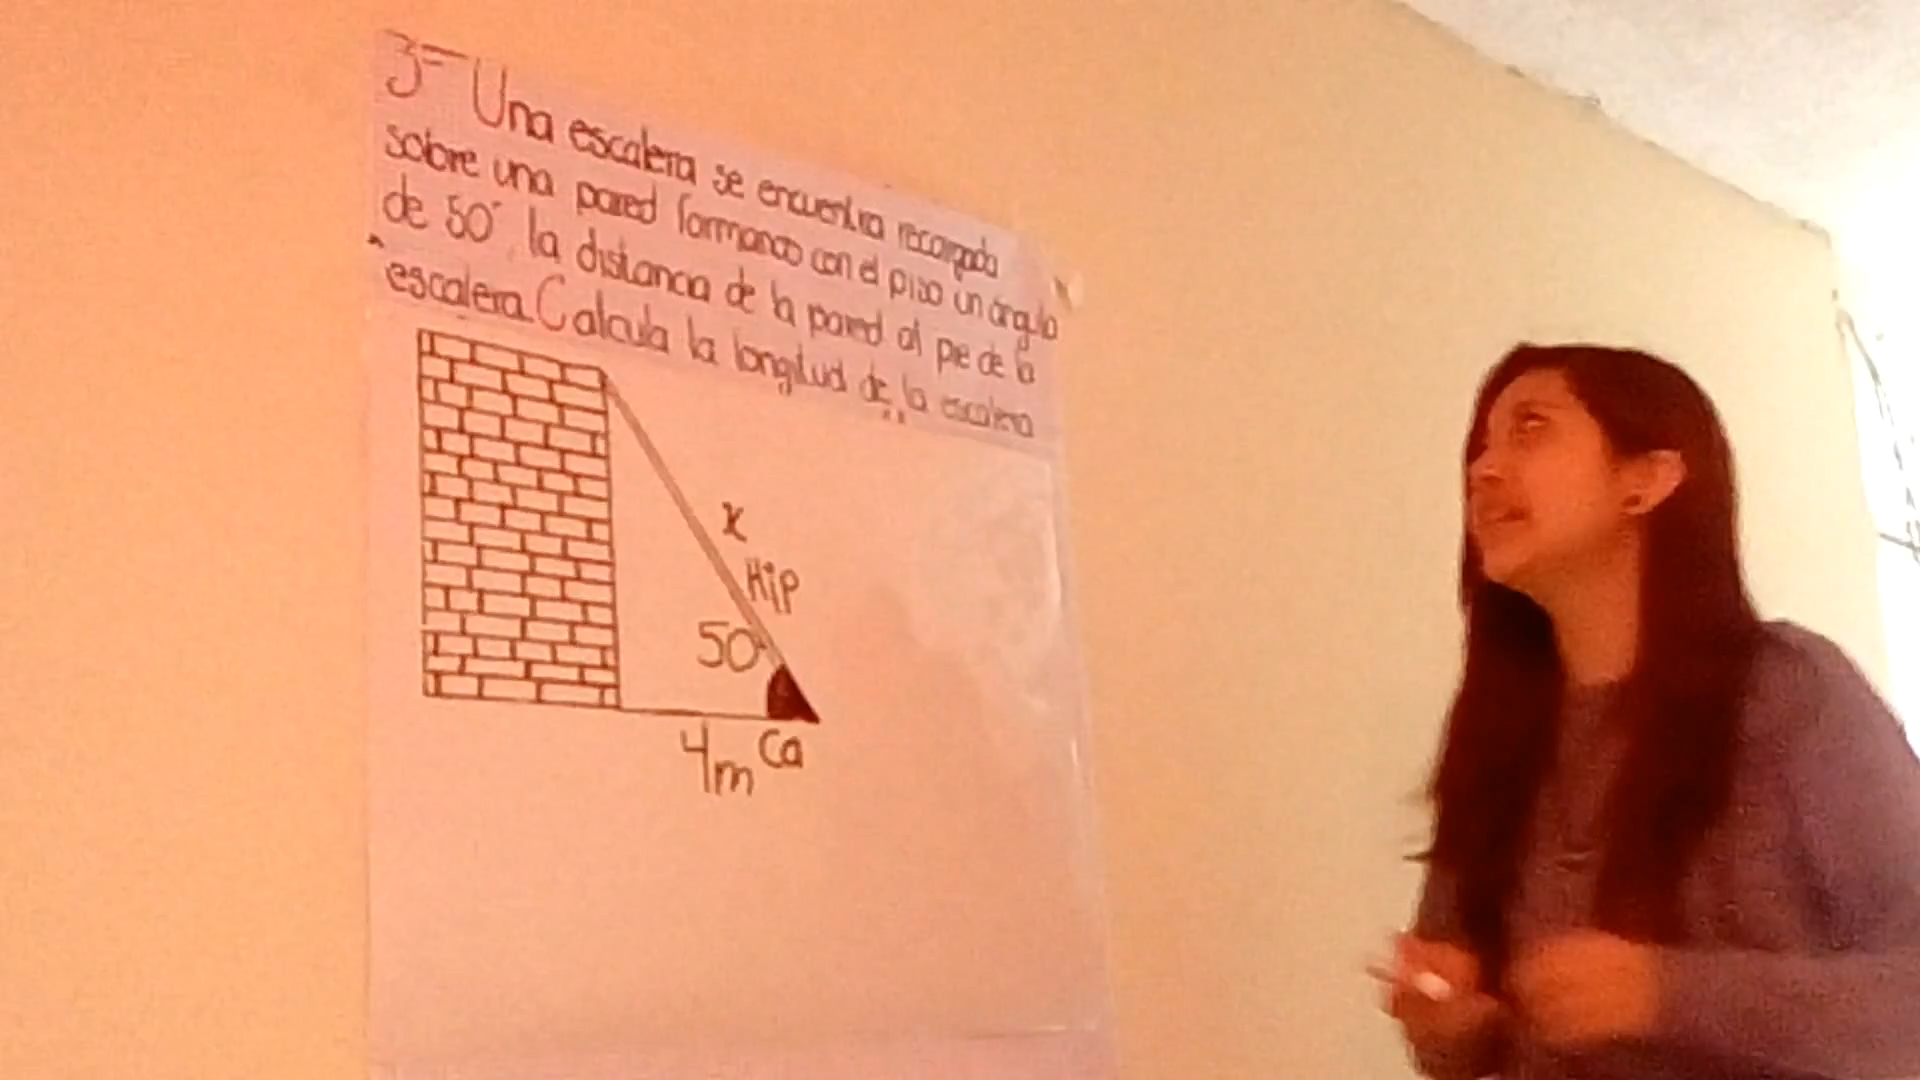 3= Una escalera se encuentra recargada
sobre una pared formando con el piso un ángulo
de 50° la distancia de la pared al pie de la
escalera. Calcula la longitud de la escalera
x
Hip
50°
4m Ca